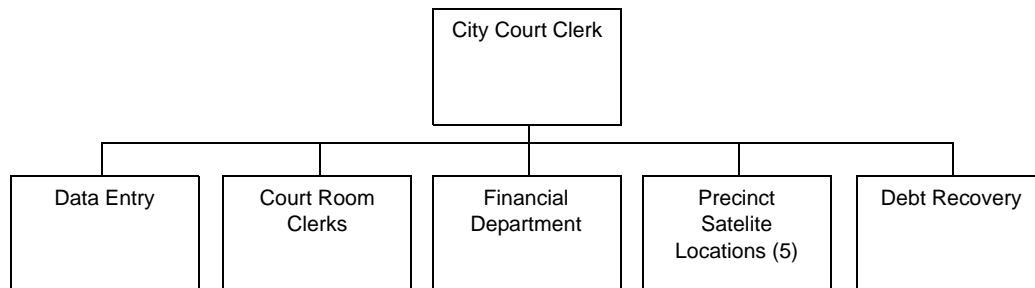 City Court Clerk
Data Entry
Court Room
Clerks
Financial
Department
Precinct
Satelite
Locations (5)
Debt Recovery